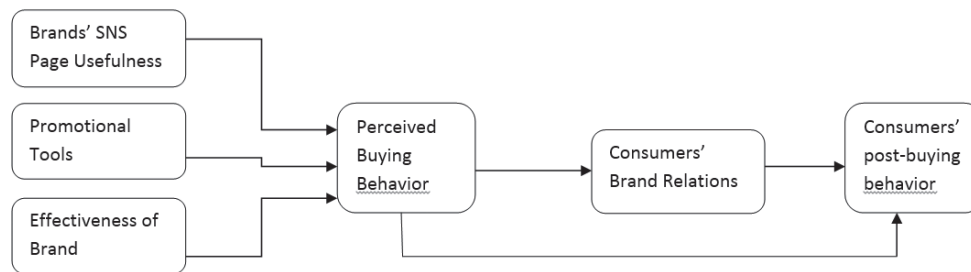 Brands’ SNS
Page Usefulness
Promotional
Tools
Effectiveness of
Brand
Perceived
Buying
Behavior
Consumers’
Brand Relations
Consumers’
post-buying
behavior